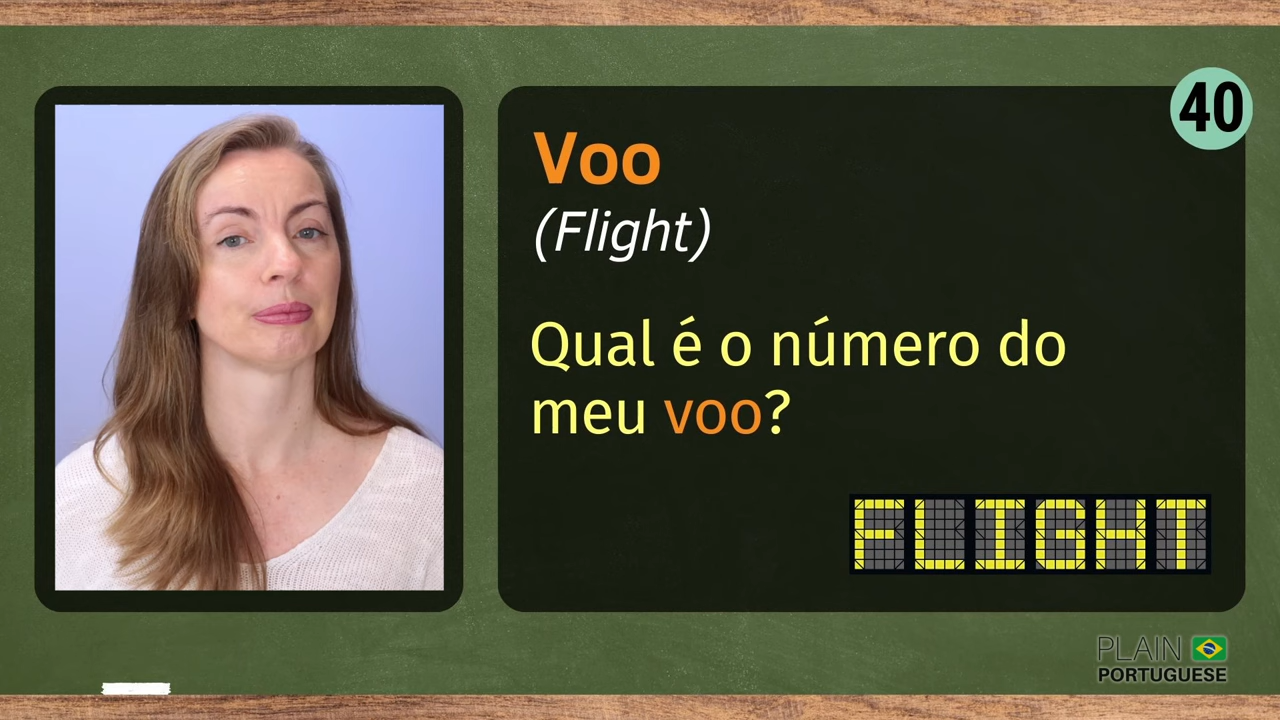 40
Voo
(Flight)
Qual é o número do
meu voo?
FLIGHT
PLAIN
PORTUGUESE